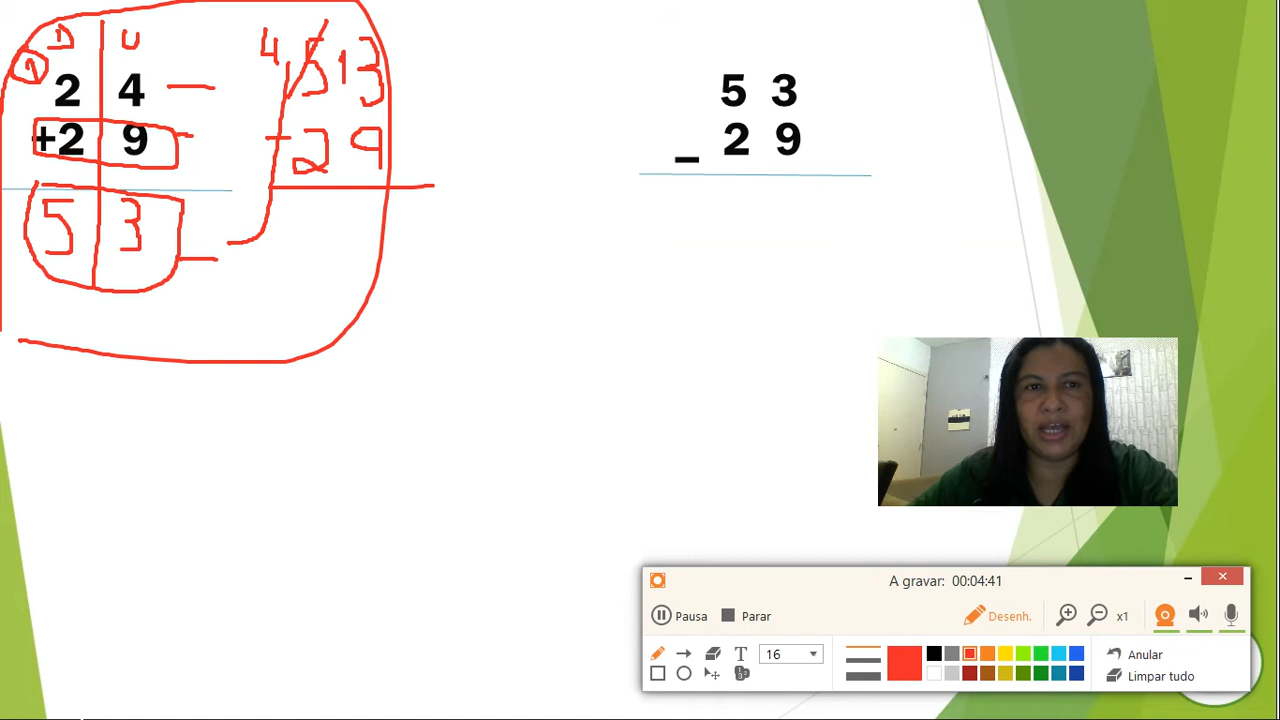 D U
1
2 4
+2 9
5 3
4 5 13
- 2 9
5 3
2 9
_
A gravar: 00:04:41
Pausa Parar Desenh. x1
T 16 Anular
Limpar tudo